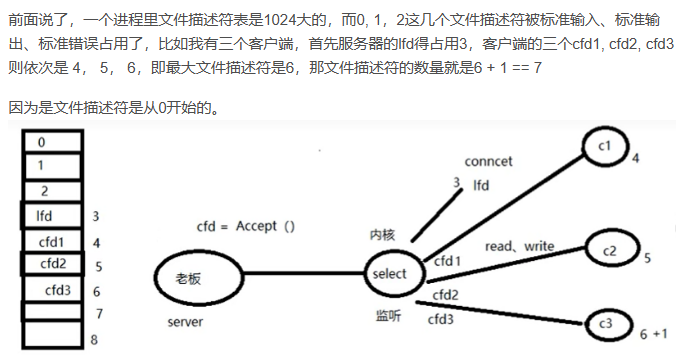 前面说了，一个进程里文件描述符表是1024大的，而0, 1，2这几个文件描述符被标准输入、标准输
出、标准错误占用了，比如我有三个客户端，首先服务器的lfd得占用3，客户端的三个cfd1, cfd2, cfd3
则依次是 4， 5， 6，即最大文件描述符是6，那文件描述符的数量就是6 + 1 == 7
因为是文件描述符是从0开始的。
0
1
2
lfd 3
cfd1 4
cfd2 5
cfd3 6
7
8
cfd = Accept（）
老板
server
内核
select
监听
conncet
3 lfd
cfd1
read、write
cfd2
cfd3
c1
4
c2
5
c3
6 +1